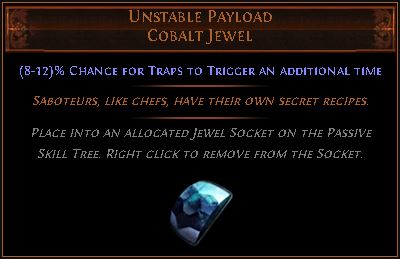 Unstable Payload
Cobalt Jewel
(8-12)% Chance for Traps to Trigger an additional time
Saboteurs, like chefs, have their own secret recipes.
Place into an allocated Jewel Socket on the Passive
Skill Tree. Right click to remove from the Socket.